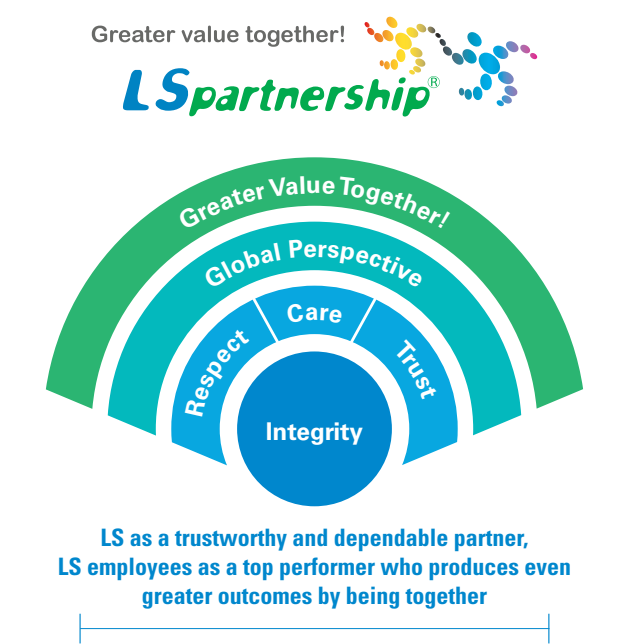 Greater value together!
LSpartnership®
Greater Value Together!
Global Perspective
Respect
Care
Trust
Integrity
LS as a trustworthy and dependable partner,
LS employees as a top performer who produces even
greater outcomes by being together